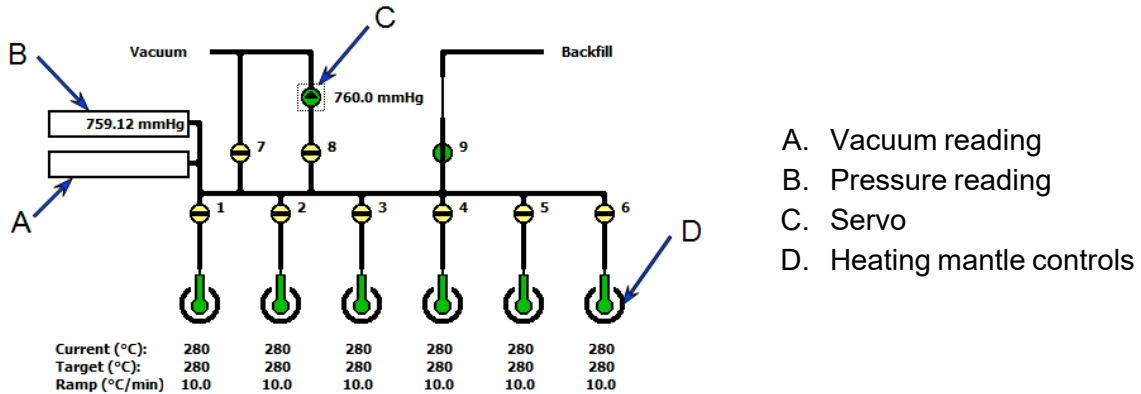 C
B
Vacuum
Backfill
760.0 mmHg
759.12 mmHg
7
8
9
A
1
2
3
4
5
6
D
Current (°C): 280 280 280 280 280 280
Target (°C): 280 280 280 280 280 280
Ramp (°C/min) 10.0 10.0 10.0 10.0 10.0 10.0
A. Vacuum reading
B. Pressure reading
C. Servo
D. Heating mantle controls